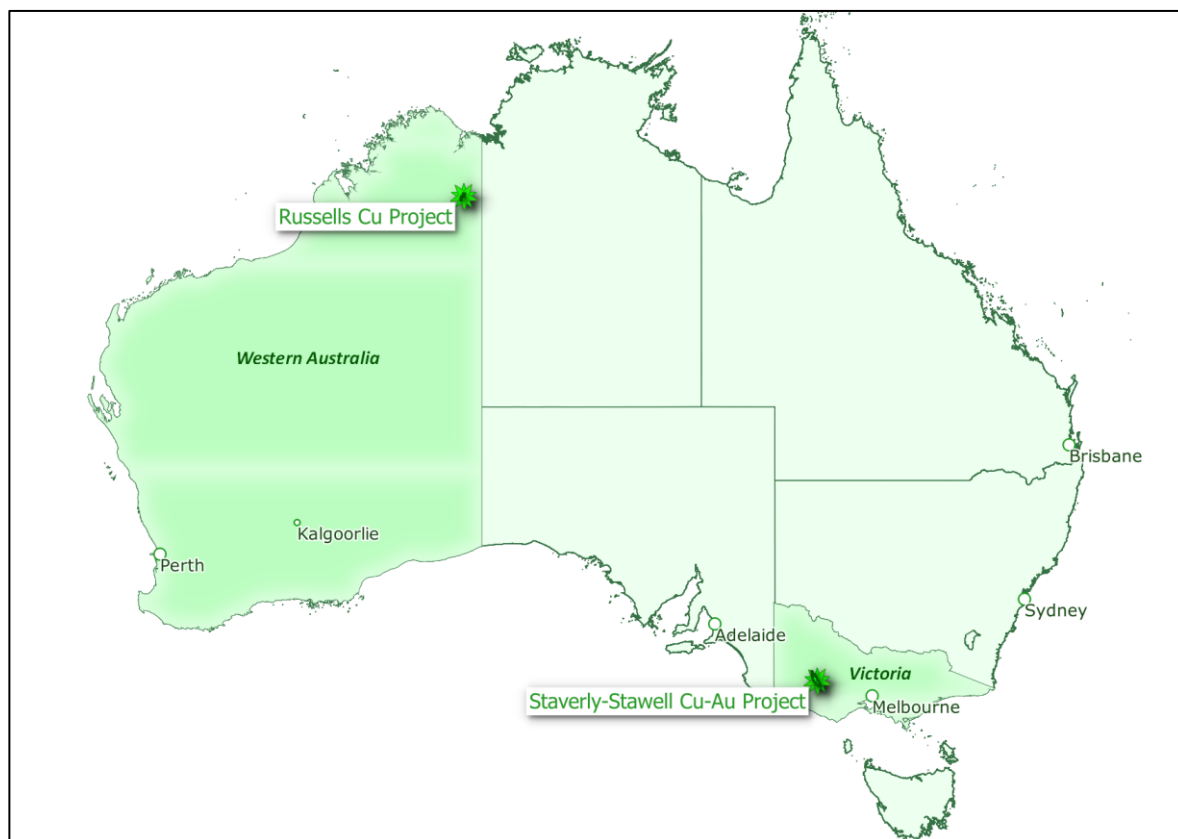 Russells Cu Project
Western Australia
Brisbane
Kalgoorlie
Perth
Sydney
Adelaide
Victoria
Staverly-Stawell Cu-Au Project
Melbourne